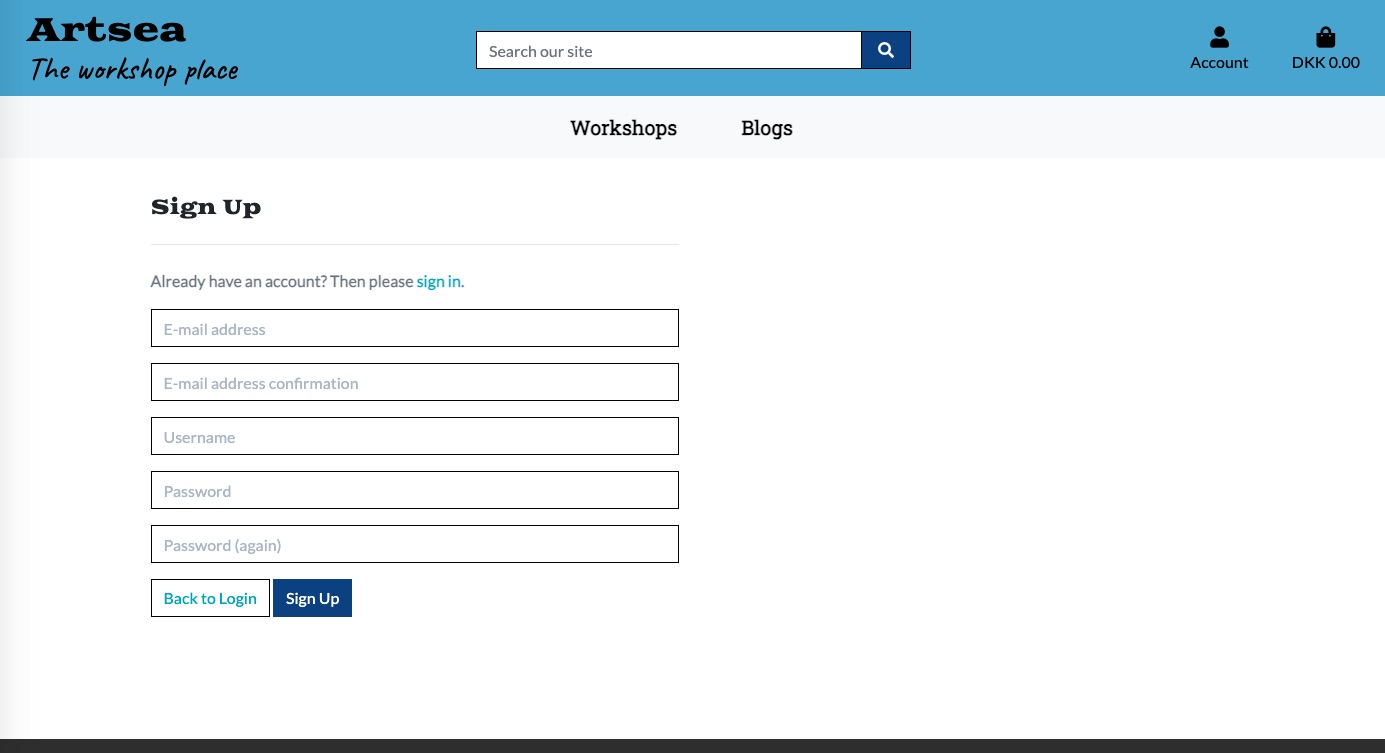 Artsea
The workshop place
Search our site
Account
DKK 0.00
Workshops
Blogs
Sign Up
Already have an account? Then please sign in.
E-mail address
E-mail address confirmation
Username
Password
Password (again)
Back to Login
Sign Up